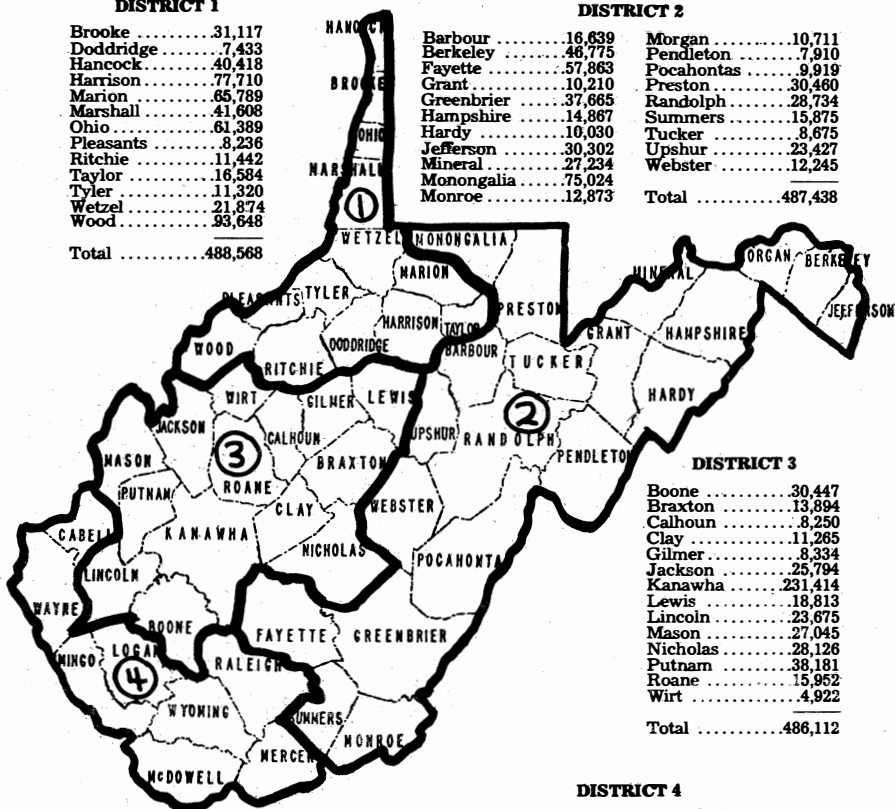 DISTRICT 1
Brooke ..........31,117
Doddridge .........7,433
Hancock..........40,418
Harrison .........77,710
Marion ..........65,789
Marshall .........41,608
Ohio ............61,389
Pleasants .........8,236
Ritchie ..........11,442
Taylor ...........16,584
Tyler ............11,320
Wetzel ..........21,874
Wood............93,648
Total ...........488,568
DISTRICT 2
Barbour ..........16,639
Berkeley .........46,775
Fayette ..........57,863
Grant ...........10,210
Greenbrier .......37,665
Hampshire .......14,867
Hardy ...........10,030
Jefferson .........30,302
Mineral ..........27,234
Monongalia.......75,024
Monroe ..........12,873
Morgan ..........10,711
Pendleton .........7,910
Pocahontas .......9,919
Preston ..........30,460
Randolph ........28,734
Summers ........15,875
Tucker ...........8,675
Upshur ..........23,427
Webster ..........12,245
Total ...........487,438
HANCOCK
BROOKE
OHIO
MARSHALL
1
WETZEL
MONONGALIA
MARION
PLEASANTS
TYLER
HARRISON
TAYLOR
PRESTON
WOOD
RITCHIE
DODDRIDGE
BARBOUR
TUCKER
MINERAL
MORGAN
BERKELEY
JEFFERSON
GRANT
HAMPSHIRE
HARDY
WIRT
GILMER
LEWIS
JACKSON
CALHOUN
UPSHUR
2
RANDOLPH
PENDLETON
MASON
3
ROANE
BRAXTON
PUTNAM
CLAY
WEBSTER
CABELL
KANAWHA
NICHOLAS
POCAHONTA
LINCOLN
WAYNE
BOONE
FAYETTE
GREENBRIER
MINGO
LOGAN
4
RALEIGH
WYOMING
SUMMERS
MONROE
MERCER
McDOWELL
DISTRICT 3
Boone ...........30,447
Braxton ..........13,894
Calhoun ..........8,250
Clay .............11,265
Gilmer............8,334
Jackson ..........25,794
Kanawha ........231,414
Lewis ............18,813
Lincoln ..........23,675
Mason ...........27,045
Nicholas .........28,126
Putnam ..........38,181
Roane ...........15,952
Wirt .............4,922
Total ...........486,112
DISTRICT 4